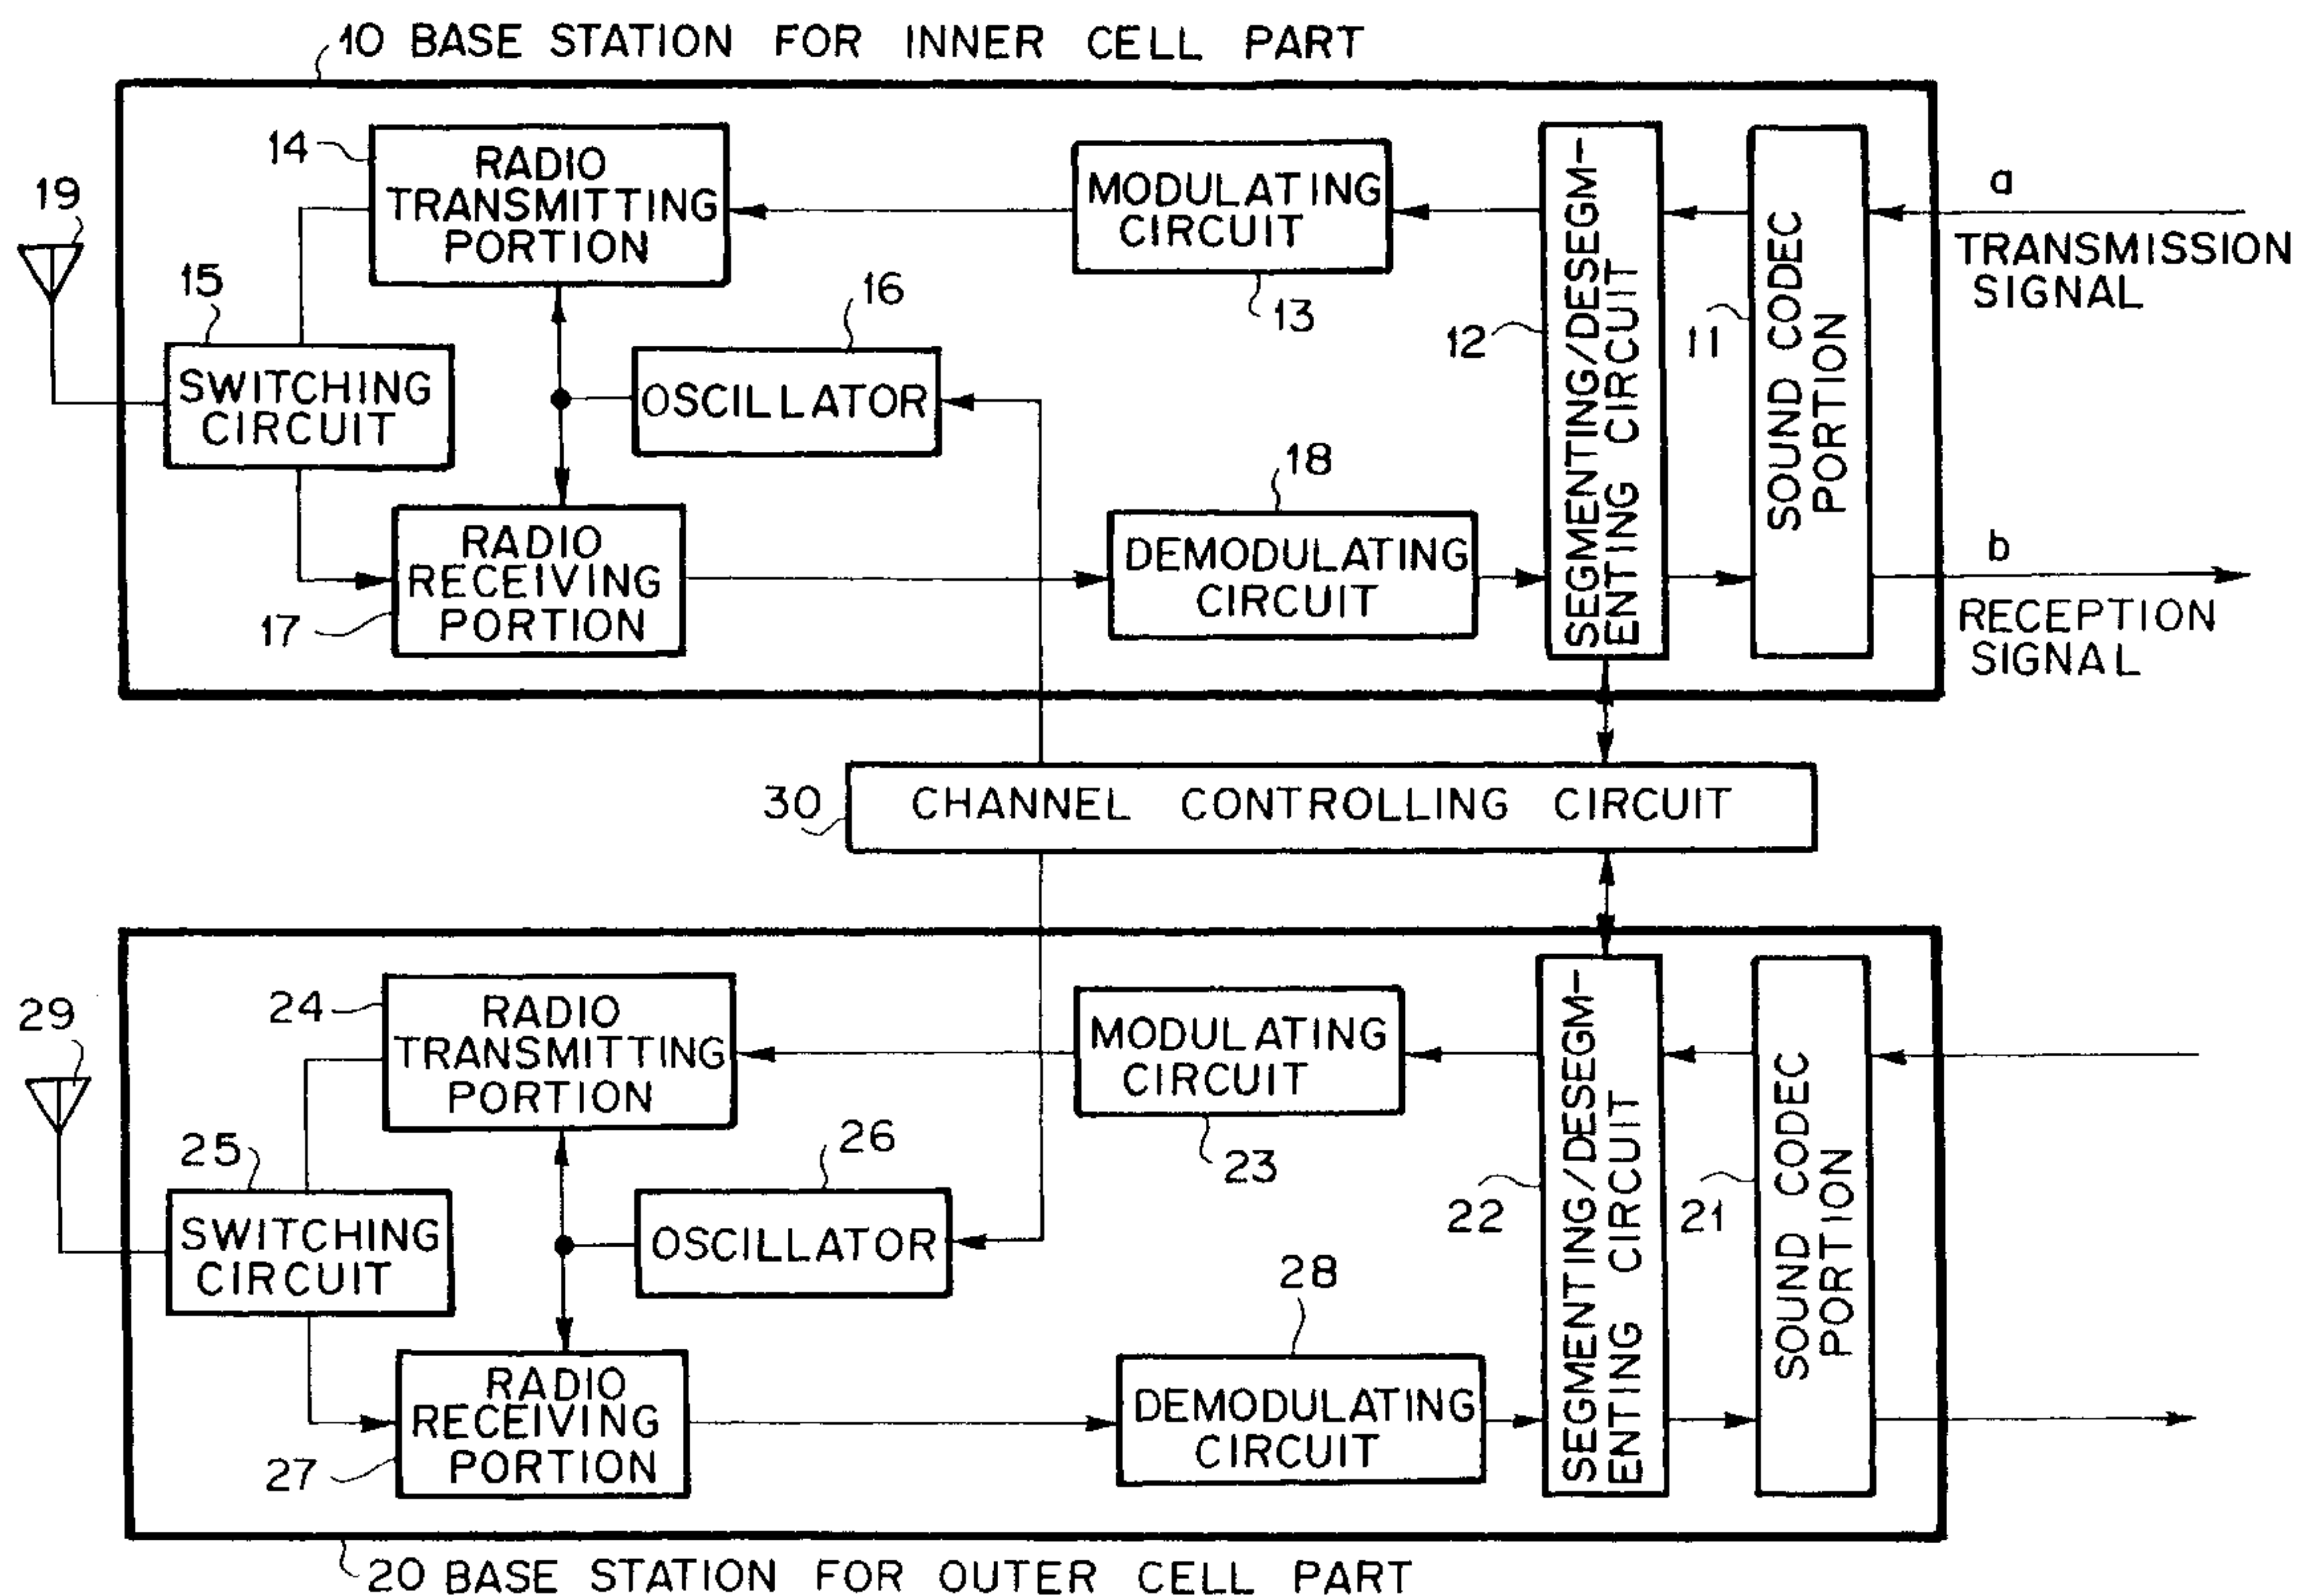 10 BASE STATION FOR INNER CELL PART
14
RADIO
TRANSMITTING
PORTION
MODULATING
CIRCUIT
13
SEGMENTING/DESEGM-
ENTING CIRCUIT
12
SOUND CODEC
PORTION
11
a
TRANSMISSION
SIGNAL
19
15
SWITCHING
CIRCUIT
16
OSCILLATOR
18
DEMODULATING
CIRCUIT
RADIO
RECEIVING
PORTION
17
b
RECEPTION
SIGNAL
30
CHANNEL CONTROLLING CIRCUIT
24
RADIO
TRANSMITTING
PORTION
MODULATING
CIRCUIT
23
SEGMENTING/DESEGM-
ENTING CIRCUIT
22
SOUND CODEC
PORTION
21
29
25
SWITCHING
CIRCUIT
26
OSCILLATOR
28
DEMODULATING
CIRCUIT
RADIO
RECEIVING
PORTION
27
20 BASE STATION FOR OUTER CELL PART